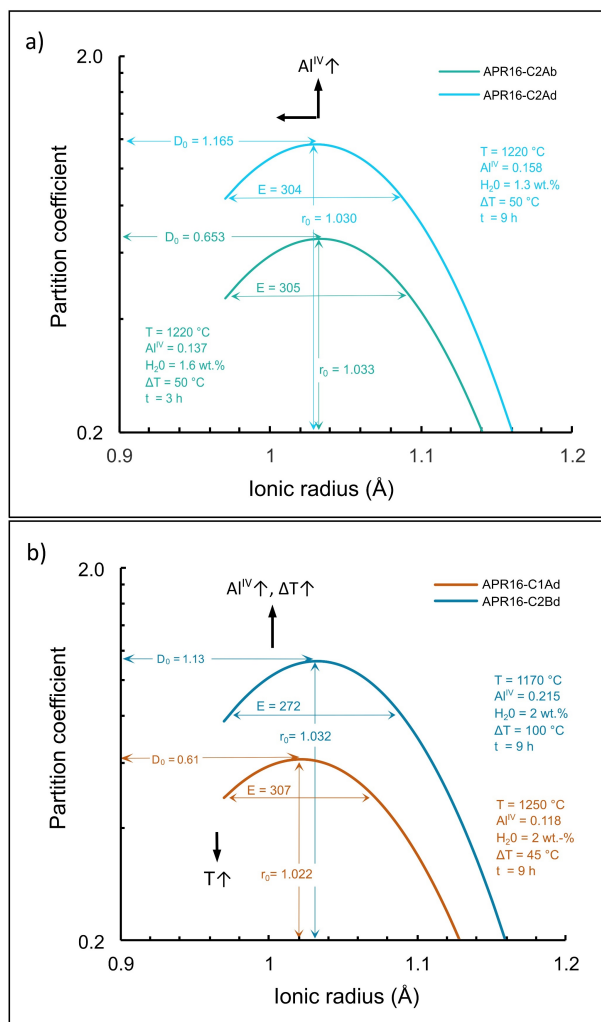 a)
2.0
Al^IV↑
APR16-C2Ab
APR16-C2Ad
D₀ = 1.165
T = 1220 °C
Al^IV = 0.158
H₂0 = 1.3 wt.%
ΔT = 50 °C
t = 9 h
E = 304
r₀ = 1.030
D₀ = 0.653
E = 305
T = 1220 °C
Al^IV = 0.137
H₂0 = 1.6 wt.%
ΔT = 50 °C
t = 3 h
r₀ = 1.033
Partition coefficient
0.2
0.9
1
1.1
1.2
Ionic radius (Å)
b)
2.0
Al^IV↑, ΔT↑
APR16-C1Ad
APR16-C2Bd
D₀ = 1.13
T = 1170 °C
Al^IV = 0.215
H₂0 = 2 wt.%
ΔT = 100 °C
t = 9 h
E = 272
r₀= 1.032
D₀ = 0.61
E = 307
T = 1250 °C
Al^IV = 0.118
H₂0 = 2 wt.-%
ΔT = 45 °C
t = 9 h
T↑
r₀= 1.022
Partition coefficient
0.2
0.9
1
1.1
1.2
Ionic radius (Å)